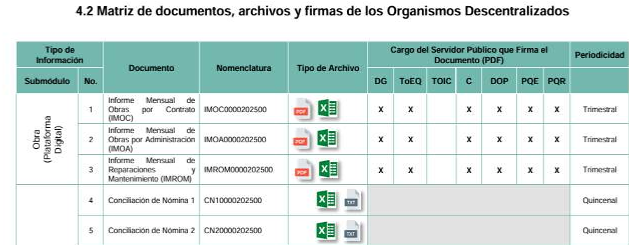 4.2 Matriz de documentos, archivos y firmas de los Organismos Descentralizados
Tipo de Información
Documento
Nomenclatura
Tipo de Archivo
Cargo del Servidor Público que Firma el Documento (PDF)
Periodicidad
Submódulo No. DG ToEQ TOIC C DOP PQE PQR
Obra (Plataforma Digital)
1 Informe Mensual de Obras por Contrato (IMOC) IMOC0000202500 PDF X x x x x x x Trimestral
2 Informe Mensual de Obras por Administración (IMOA) IMOA0000202500 PDF X x x x x x x Trimestral
3 Informe Mensual de Reparaciones y Mantenimiento (IMROM) IMROM0000202500 PDF X x x x x x x Trimestral
4 Conciliación de Nómina 1 CN10000202500 X TXT Quincenal
5 Conciliación de Nómina 2 CN20000202500 X TXT Quincenal